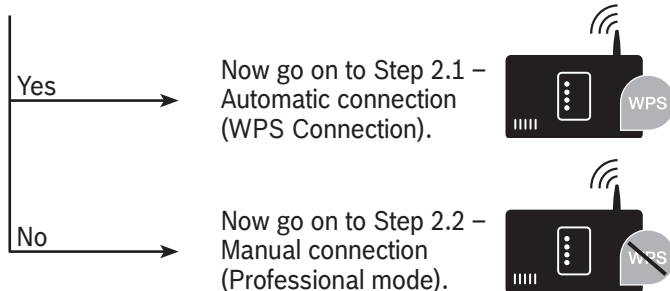 Yes
Now go on to Step 2.1 –
Automatic connection
(WPS Connection).
WPS
No
Now go on to Step 2.2 –
Manual connection
(Professional mode).
WPS